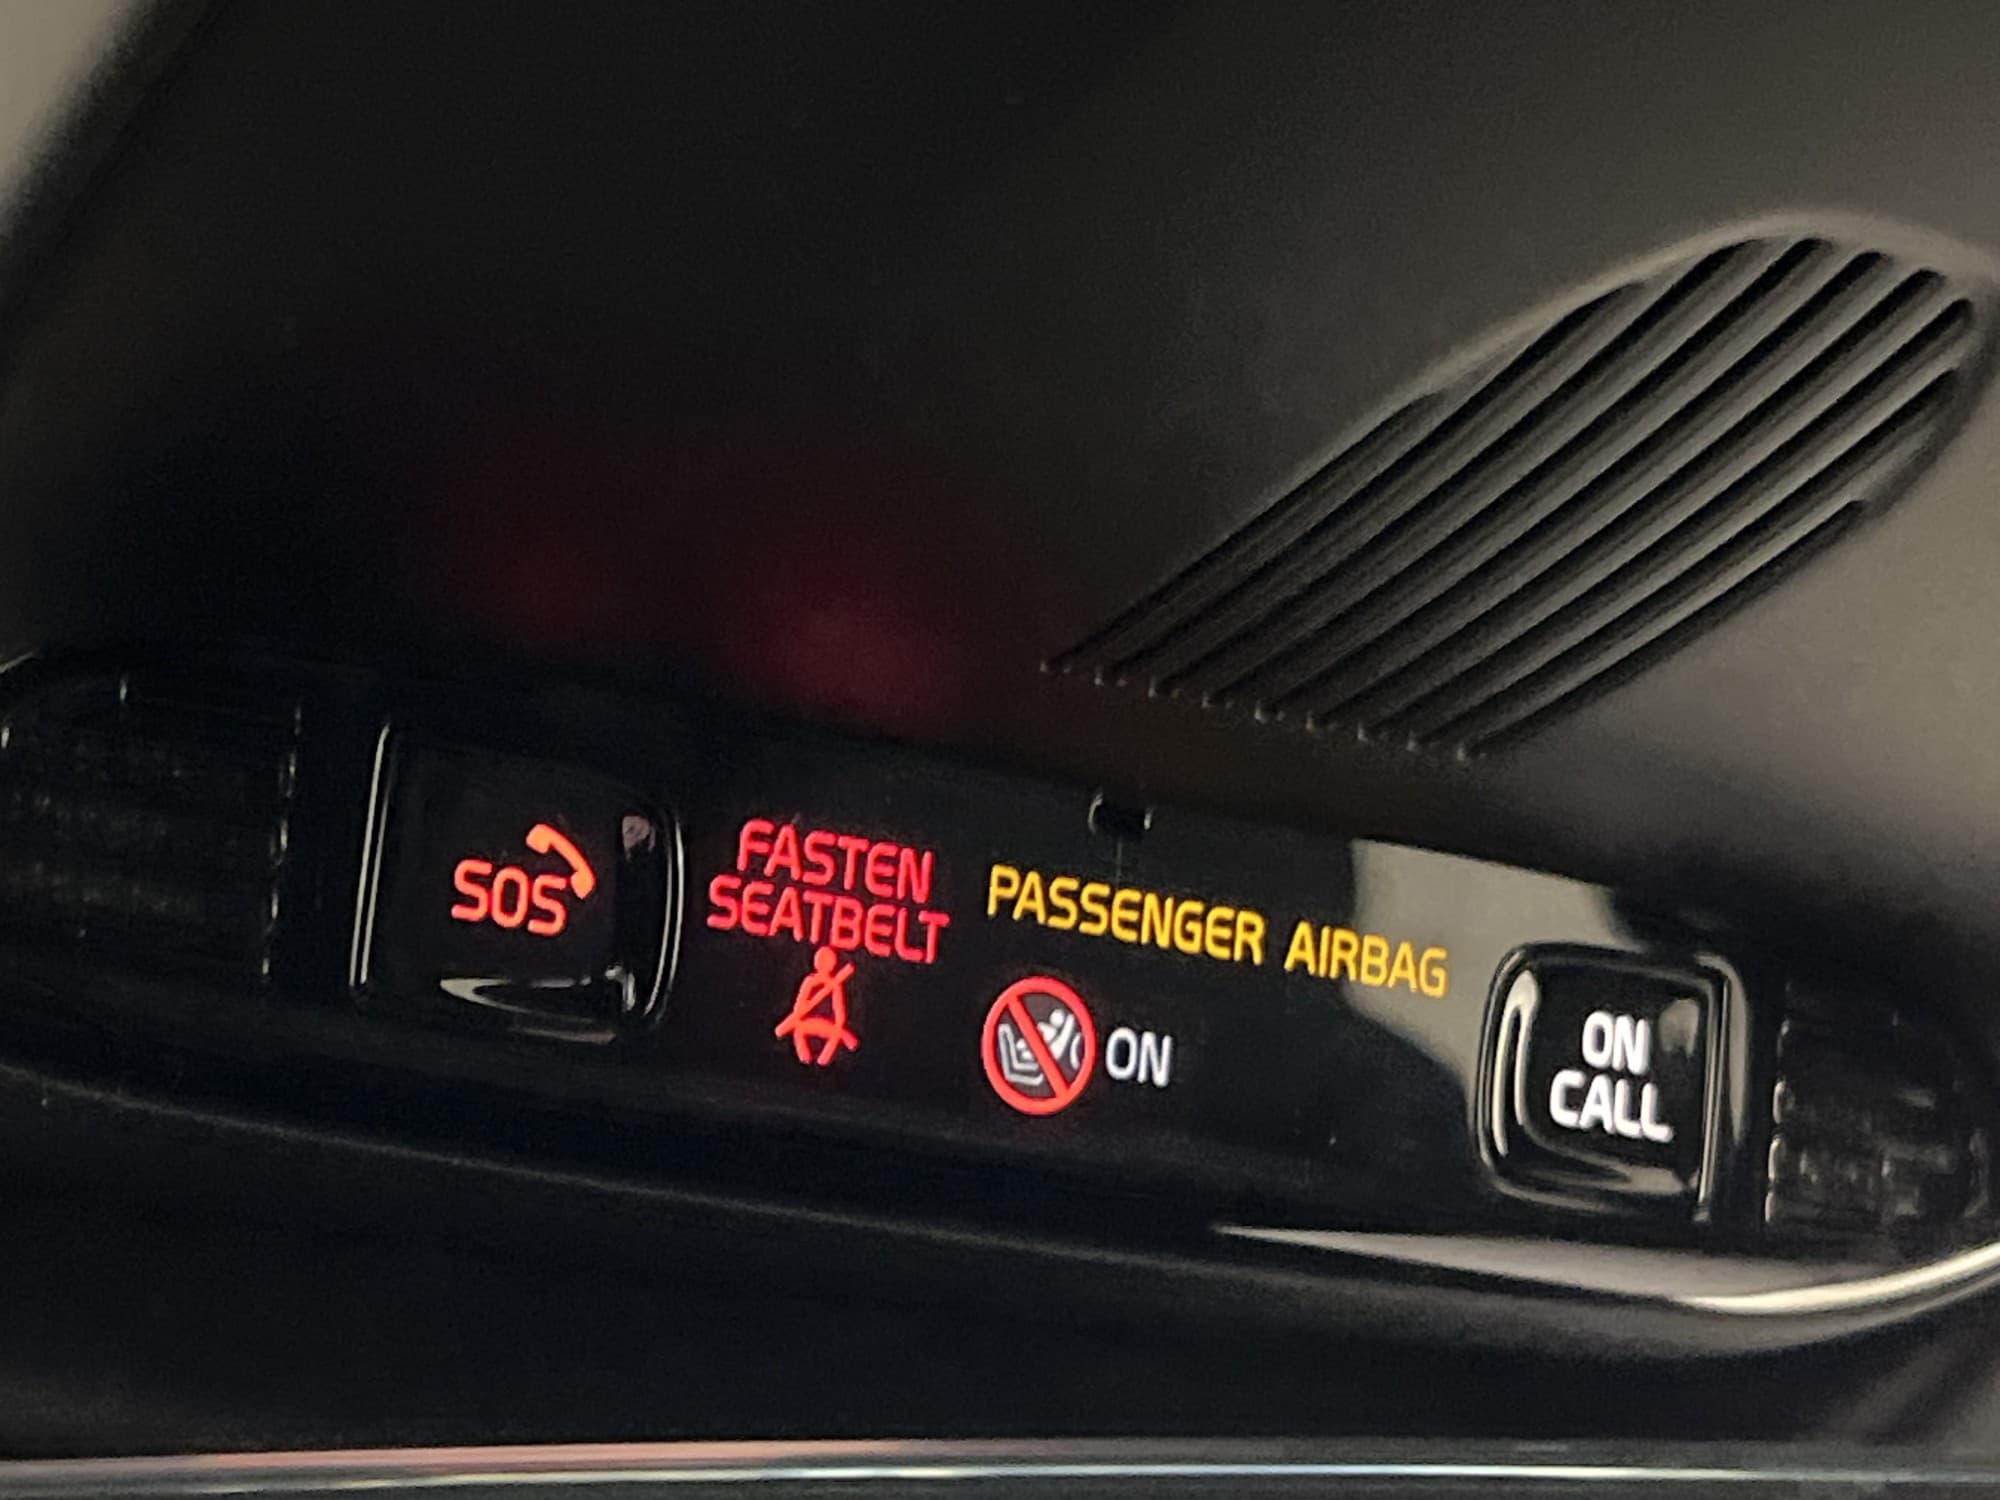 SOS
FASTEN
SEATBELT
PASSENGER AIRBAG
ON
ON
CALL